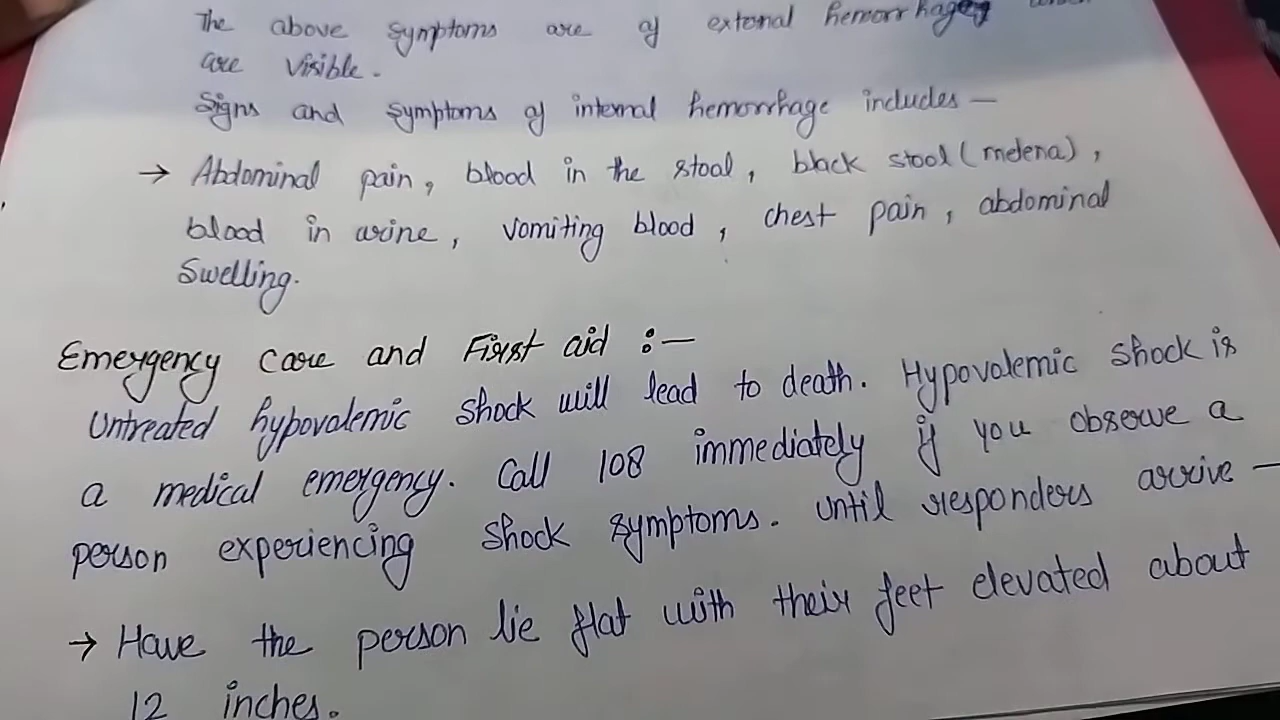 The above symptoms are of external hemorrhage
are visible.
Signs and symptoms of internal hemorrhage includes —
→ Abdominal pain, blood in the stool, black stool (melena),
blood in urine, vomiting blood, chest pain, abdominal
swelling.
Emergency care and First aid :—
Untreated hypovolemic shock will lead to death. Hypovolemic shock is
a medical emergency. Call 108 immediately if you observe a
person experiencing shock symptoms. until responders arrive —
→ Have the person lie flat with their feet elevated about
12 inches.